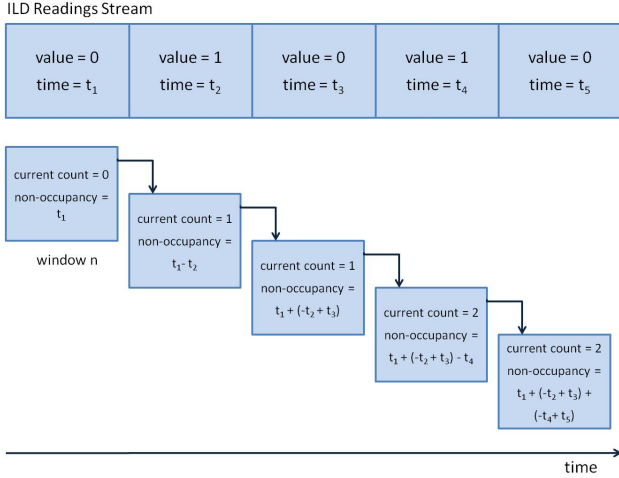 ILD Readings Stream
value = 0
time = t₁
value = 1
time = t₂
value = 0
time = t₃
value = 1
time = t₄
value = 0
time = t₅
current count = 0
non-occupancy =
t₁
window n
current count = 1
non-occupancy =
t₁- t₂
current count = 1
non-occupancy =
t₁ + (-t₂ + t₃)
current count = 2
non-occupancy =
t₁ + (-t₂ + t₃) - t₄
current count = 2
non-occupancy =
t₁ + (-t₂ + t₃) +
(-t₄+ t₅)
time